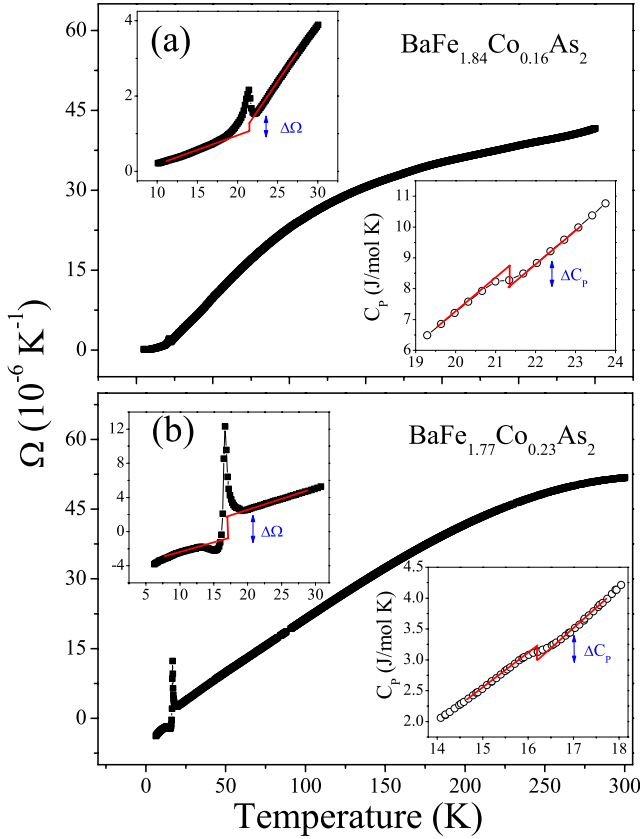 Ω (10⁻⁶ K⁻¹)
(a)
BaFe₁.₈₄Co₀.₁₆As₂
60
45
30
15
0
4
2
0
10 15 20 25 30
ΔΩ
C_P (J/mol K)
11
10
9
8
7
6
19 20 21 22 23 24
ΔC_P
(b)
BaFe₁.₇₇Co₀.₂₃As₂
60
45
30
15
0
12
8
4
0
-4
5 10 15 20 25 30
ΔΩ
C_P (J/mol K)
4.5
4.0
3.5
3.0
2.5
2.0
14 15 16 17 18
ΔC_P
0 50 100 150 200 250 300
Temperature (K)